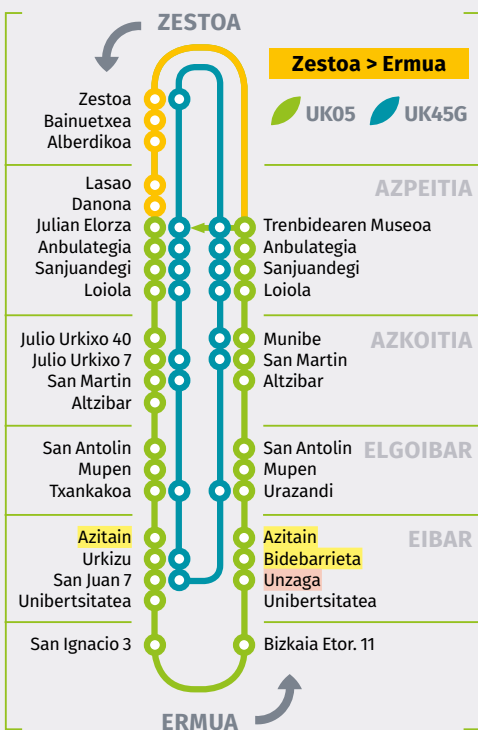 ZESTOA
Zestoa > Ermua
UK05 UK45G
Zestoa
Bainuetxea
Alberdikoa
AZPEITIA
Lasao
Danona
Julian Elorza
Anbulategia
Sanjuandegi
Loiola
Trenbidearen Museoa
Anbulategia
Sanjuandegi
Loiola
AZKOITIA
Julio Urkixo 40
Julio Urkixo 7
San Martin
Altzibar
Munibe
San Martin
Altzibar
ELGOIBAR
San Antolin
Mupen
Txankakoa
San Antolin
Mupen
Urazandi
EIBAR
Azitain
Urkizu
San Juan 7
Unibertsitatea
Azitain
Bidebarrieta
Unzaga
Unibertsitatea
San Ignacio 3
Bizkaia Etor. 11
ERMUA